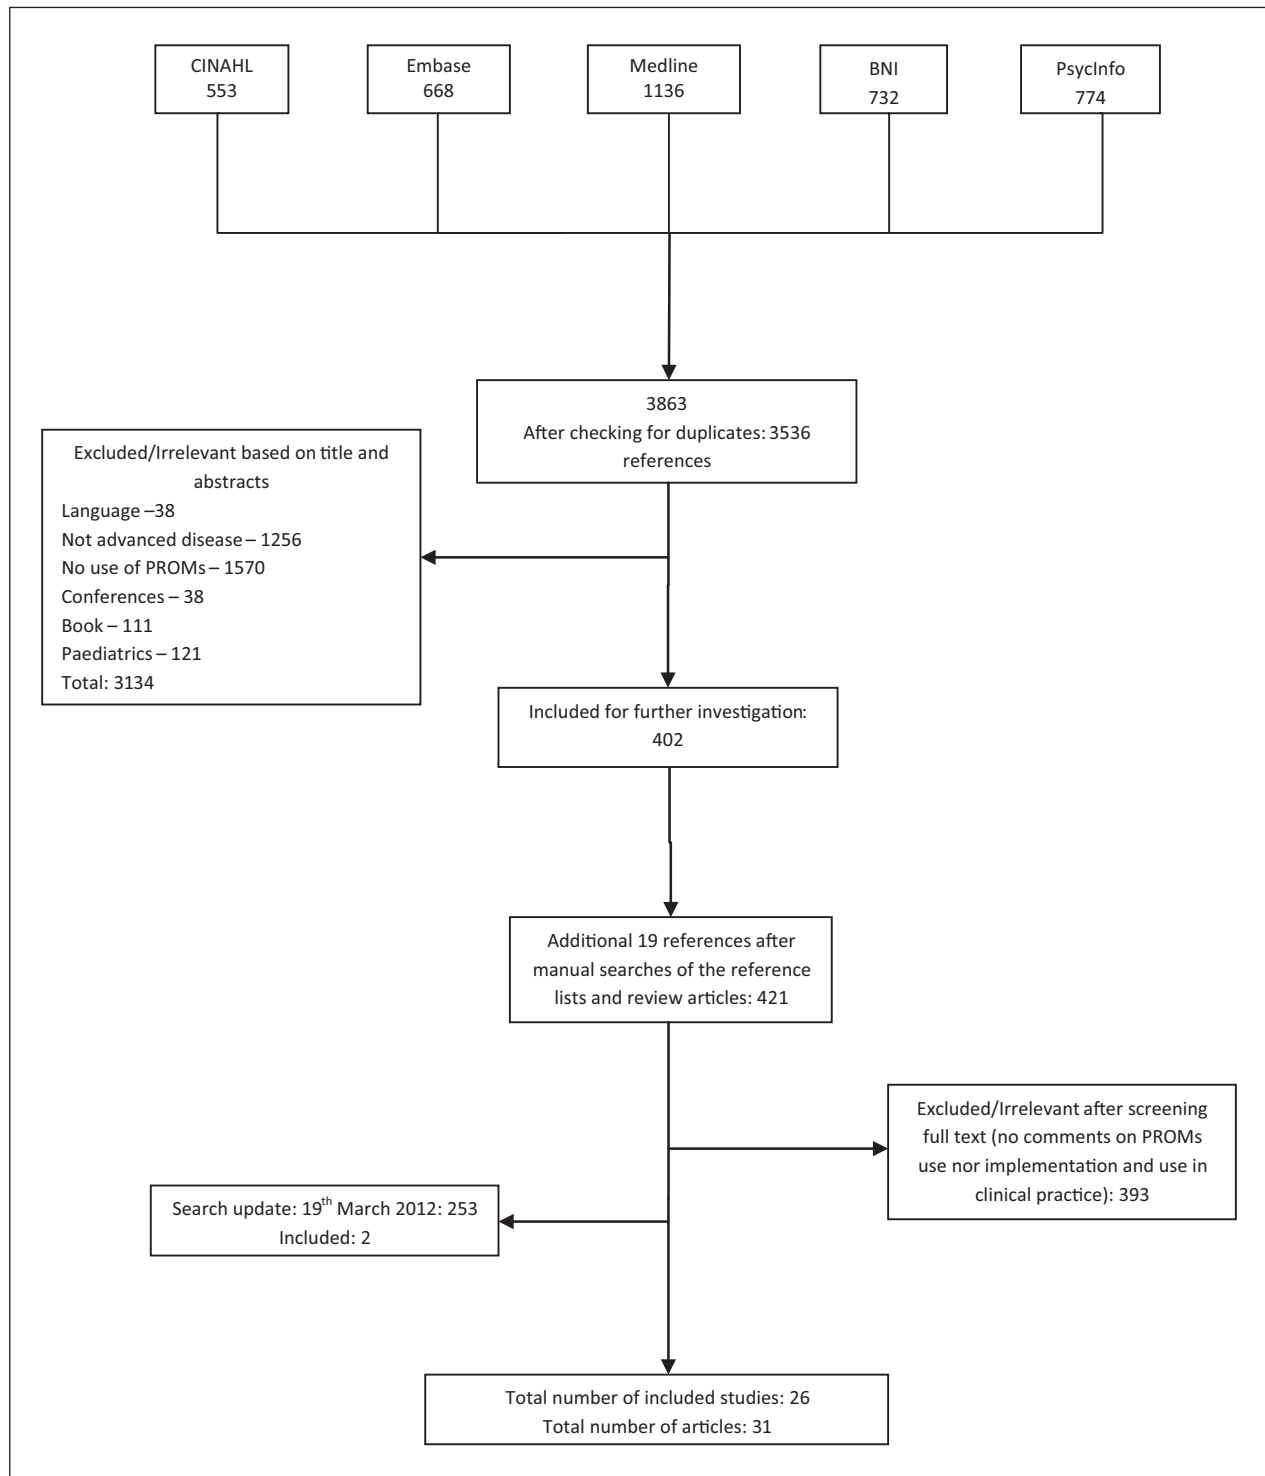 CINAHL
553
Embase
668
Medline
1136
BNI
732
PsycInfo
774
3863
After checking for duplicates: 3536
references
Excluded/Irrelevant based on title and
abstracts
Language –38
Not advanced disease – 1256
No use of PROMs – 1570
Conferences – 38
Book – 111
Paediatrics – 121
Total: 3134
Included for further investigation:
402
Additional 19 references after
manual searches of the reference
lists and review articles: 421
Excluded/Irrelevant after screening
full text (no comments on PROMs
use nor implementation and use in
clinical practice): 393
Search update: 19th March 2012: 253
Included: 2
Total number of included studies: 26
Total number of articles: 31